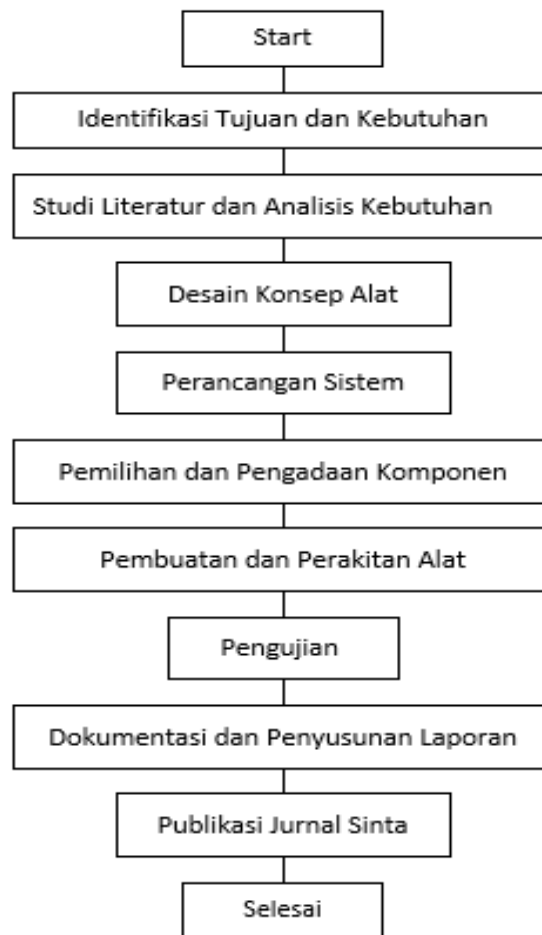 Start
Identifikasi Tujuan dan Kebutuhan
Studi Literatur dan Analisis Kebutuhan
Desain Konsep Alat
Perancangan Sistem
Pemilihan dan Pengadaan Komponen
Pembuatan dan Perakitan Alat
Pengujian
Dokumentasi dan Penyusunan Laporan
Publikasi Jurnal Sinta
Selesai